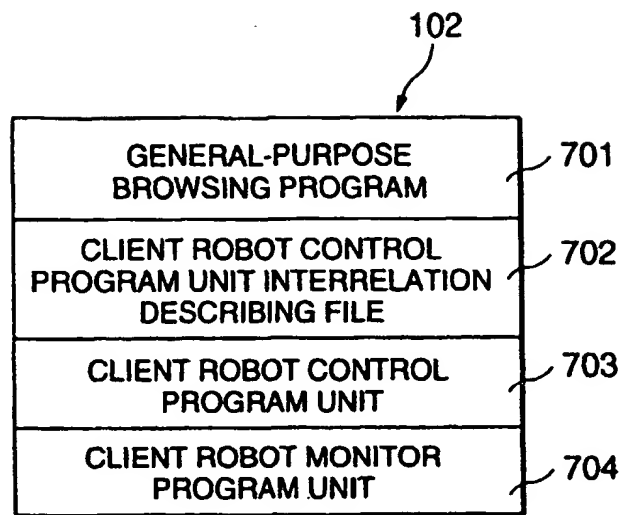 102
GENERAL-PURPOSE
BROWSING PROGRAM
701
CLIENT ROBOT CONTROL
PROGRAM UNIT INTERRELATION
DESCRIBING FILE
702
CLIENT ROBOT CONTROL
PROGRAM UNIT
703
CLIENT ROBOT MONITOR
PROGRAM UNIT
704